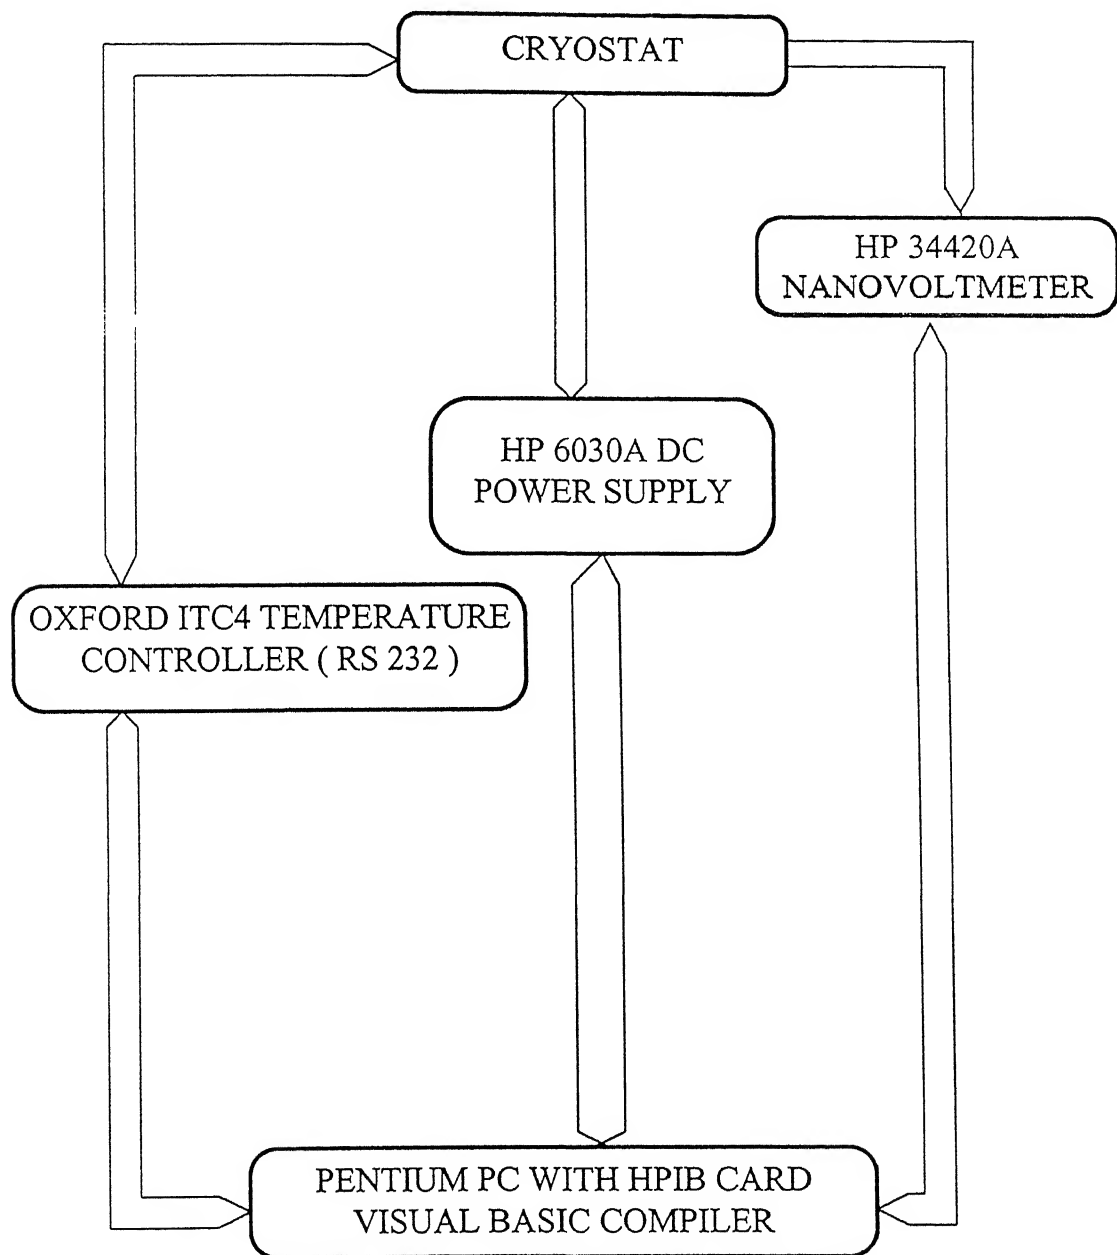 CRYOSTAT
HP 34420A
NANOVOLTMETER
HP 6030A DC
POWER SUPPLY
OXFORD ITC4 TEMPERATURE
CONTROLLER ( RS 232 )
PENTIUM PC WITH HPIB CARD
VISUAL BASIC COMPILER